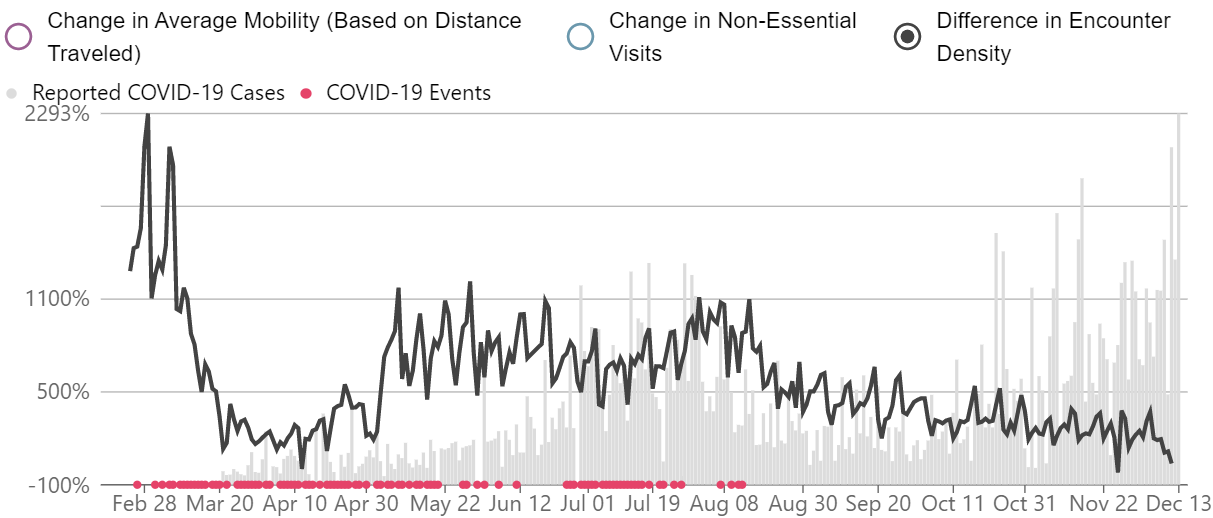 Change in Average Mobility (Based on Distance
Traveled)
Change in Non-Essential
Visits
Difference in Encounter
Density
Reported COVID-19 Cases
COVID-19 Events
2293%
1100%
500%
-100%
Feb 28 Mar 20 Apr 10 Apr 30 May 22 Jun 12 Jul 01 Jul 19 Aug 08 Aug 30 Sep 20 Oct 11 Oct 31 Nov 22 Dec 13